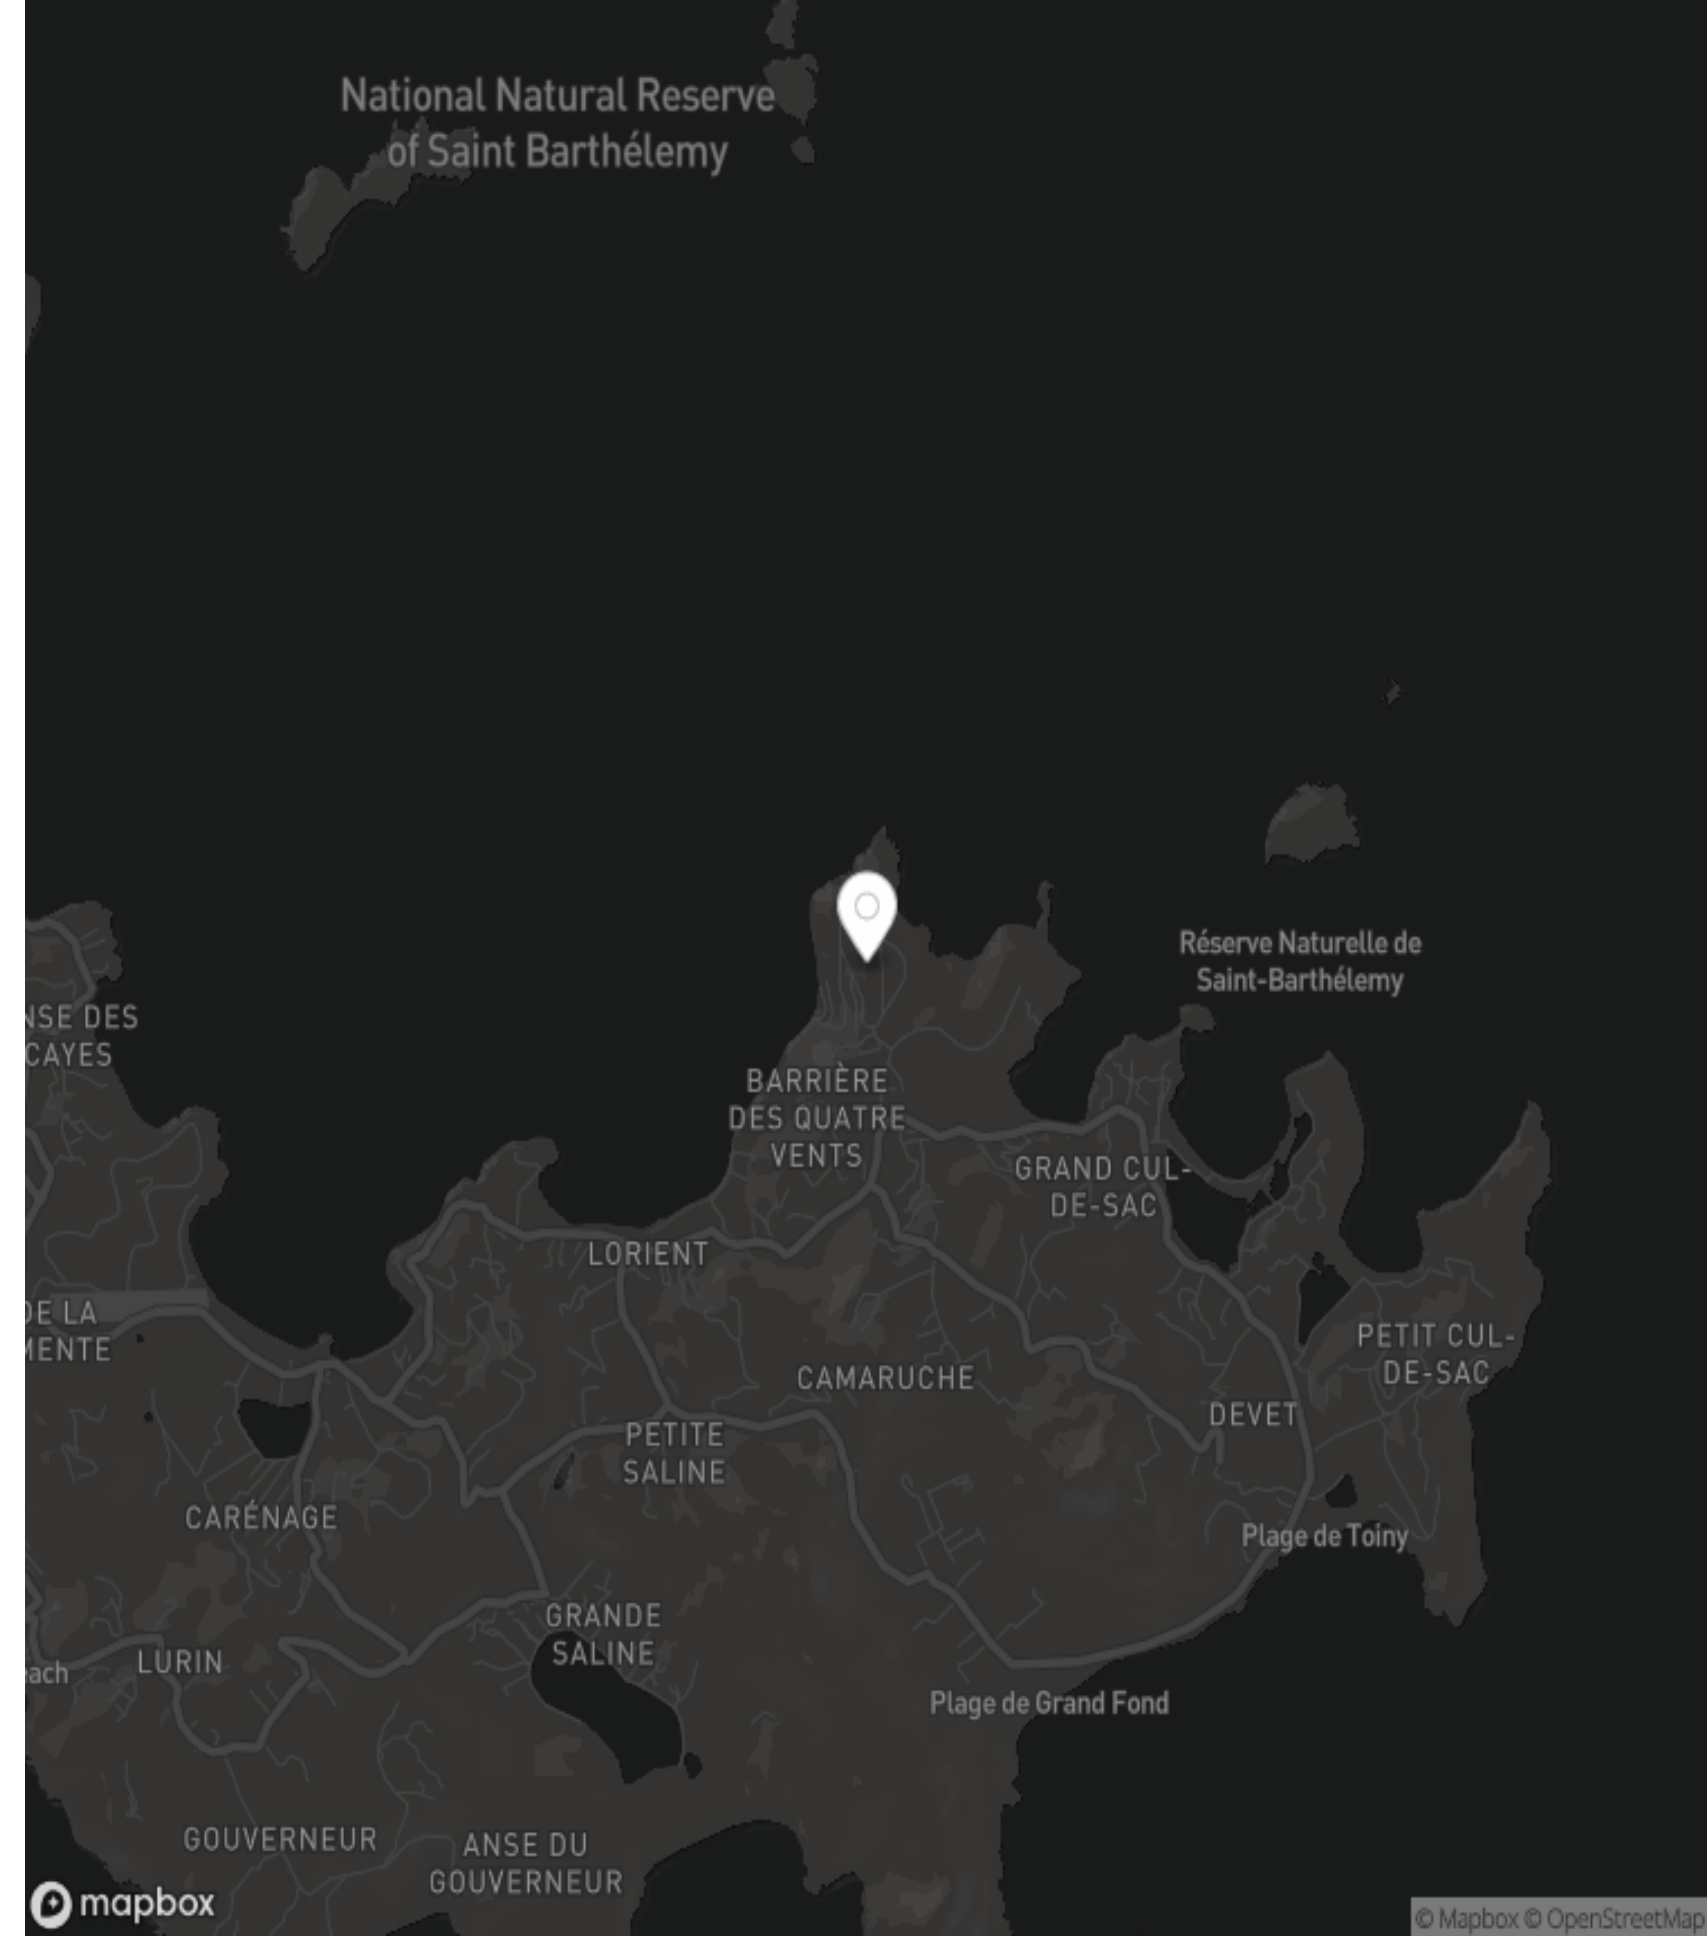 National Natural Reserve
of Saint Barthélemy
Réserve Naturelle de
Saint-Barthélemy
NSE DES
CAYES
BARRIÈRE
DES QUATRE
VENTS
GRAND CUL-
DE-SAC
LORIENT
DE LA
MENTE
PETIT CUL-
DE-SAC
CAMARUCHE
DEVET
PETITE
SALINE
CARÉNAGE
Plage de Toiny
GRANDE
SALINE
LURIN
each
Plage de Grand Fond
GOUVERNEUR
ANSE DU
GOUVERNEUR
mapbox
© Mapbox © OpenStreetMap